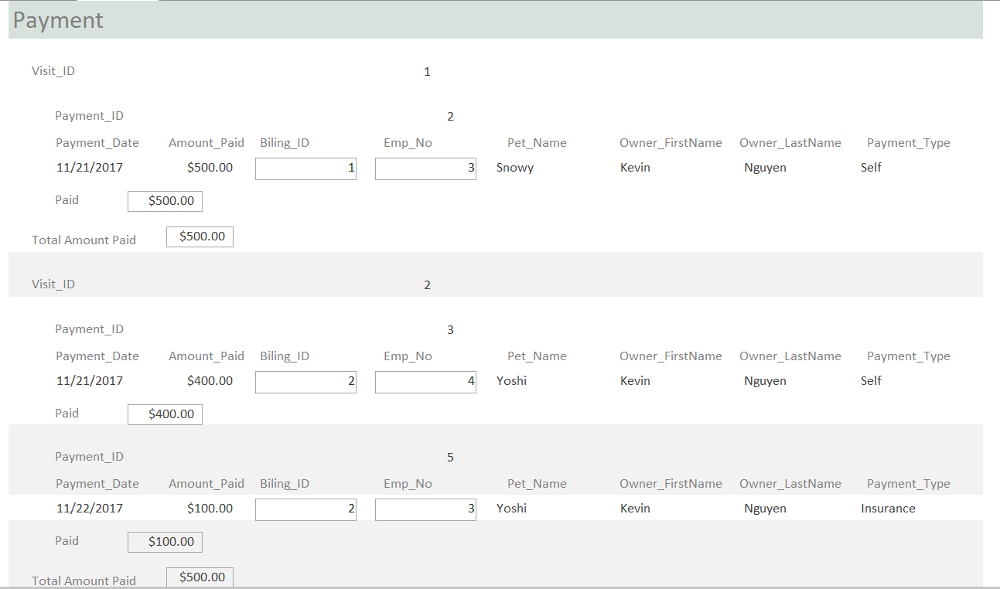 Payment
Visit_ID 1
Payment_ID 2
Payment_Date Amount_Paid Biling_ID Emp_No Pet_Name Owner_FirstName Owner_LastName Payment_Type
11/21/2017 $500.00 1 3 Snowy Kevin Nguyen Self
Paid $500.00
Total Amount Paid $500.00
Visit_ID 2
Payment_ID 3
Payment_Date Amount_Paid Biling_ID Emp_No Pet_Name Owner_FirstName Owner_LastName Payment_Type
11/21/2017 $400.00 2 4 Yoshi Kevin Nguyen Self
Paid $400.00
Payment_ID 5
Payment_Date Amount_Paid Biling_ID Emp_No Pet_Name Owner_FirstName Owner_LastName Payment_Type
11/22/2017 $100.00 2 3 Yoshi Kevin Nguyen Insurance
Paid $100.00
Total Amount Paid $500.00